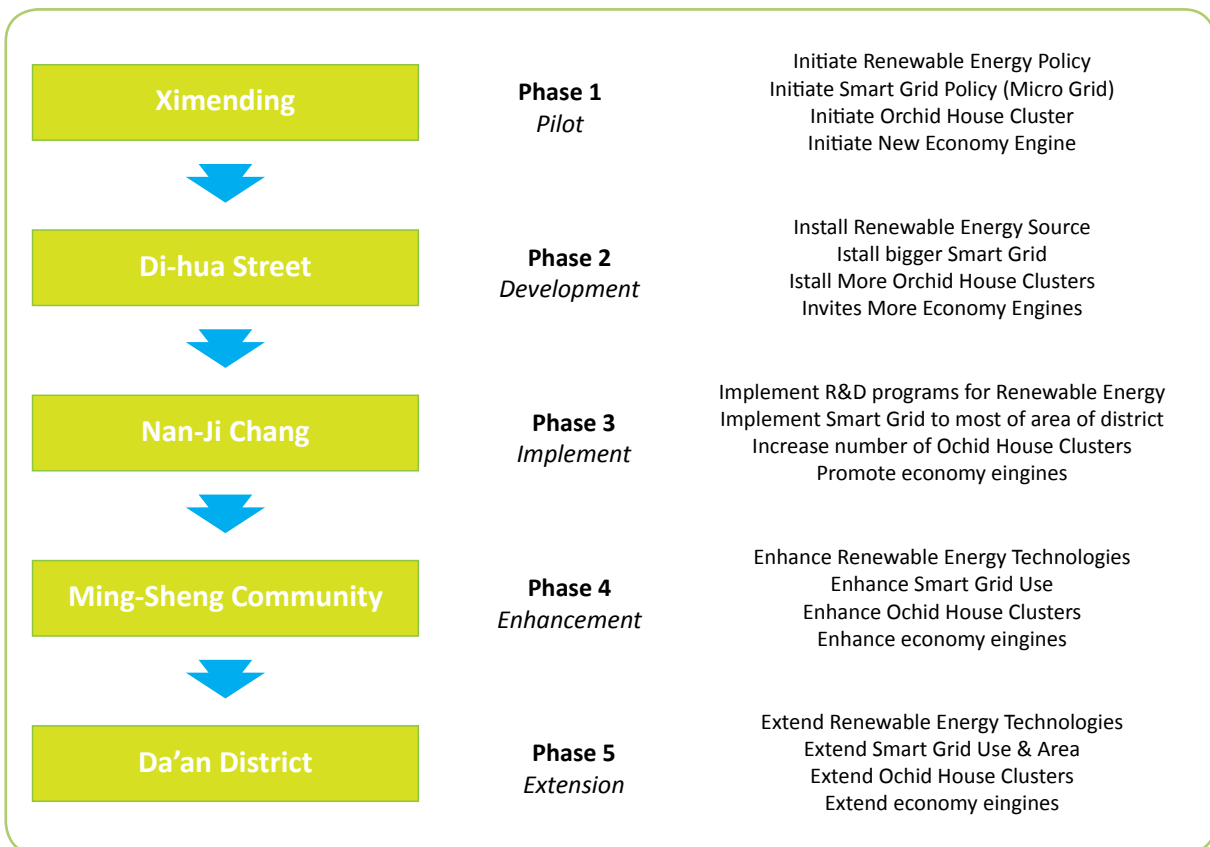 Ximending
Phase 1
Pilot
Initiate Renewable Energy Policy
Initiate Smart Grid Policy (Micro Grid)
Initiate Orchid House Cluster
Initiate New Economy Engine
Di-hua Street
Phase 2
Development
Install Renewable Energy Source
Istall bigger Smart Grid
Istall More Orchid House Clusters
Invites More Economy Engines
Nan-Ji Chang
Phase 3
Implement
Implement R&D programs for Renewable Energy
Implement Smart Grid to most of area of district
Increase number of Ochid House Clusters
Promote economy eingines
Ming-Sheng Community
Phase 4
Enhancement
Enhance Renewable Energy Technologies
Enhance Smart Grid Use
Enhance Ochid House Clusters
Enhance economy eingines
Da’an District
Phase 5
Extension
Extend Renewable Energy Technologies
Extend Smart Grid Use & Area
Extend Ochid House Clusters
Extend economy eingines